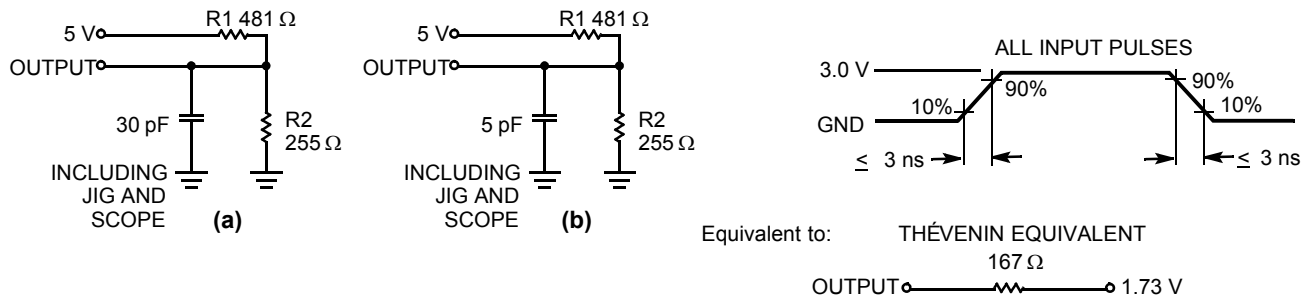 R1 481 Ω
5 V
OUTPUT
30 pF
R2
255 Ω
INCLUDING
JIG AND
SCOPE
(a)
R1 481 Ω
5 V
OUTPUT
5 pF
R2
255 Ω
INCLUDING
JIG AND
SCOPE
(b)
ALL INPUT PULSES
3.0 V
90%
90%
10%
10%
GND
≤ 3 ns
≤ 3 ns
Equivalent to:
THÉVENIN EQUIVALENT
167 Ω
OUTPUT
1.73 V